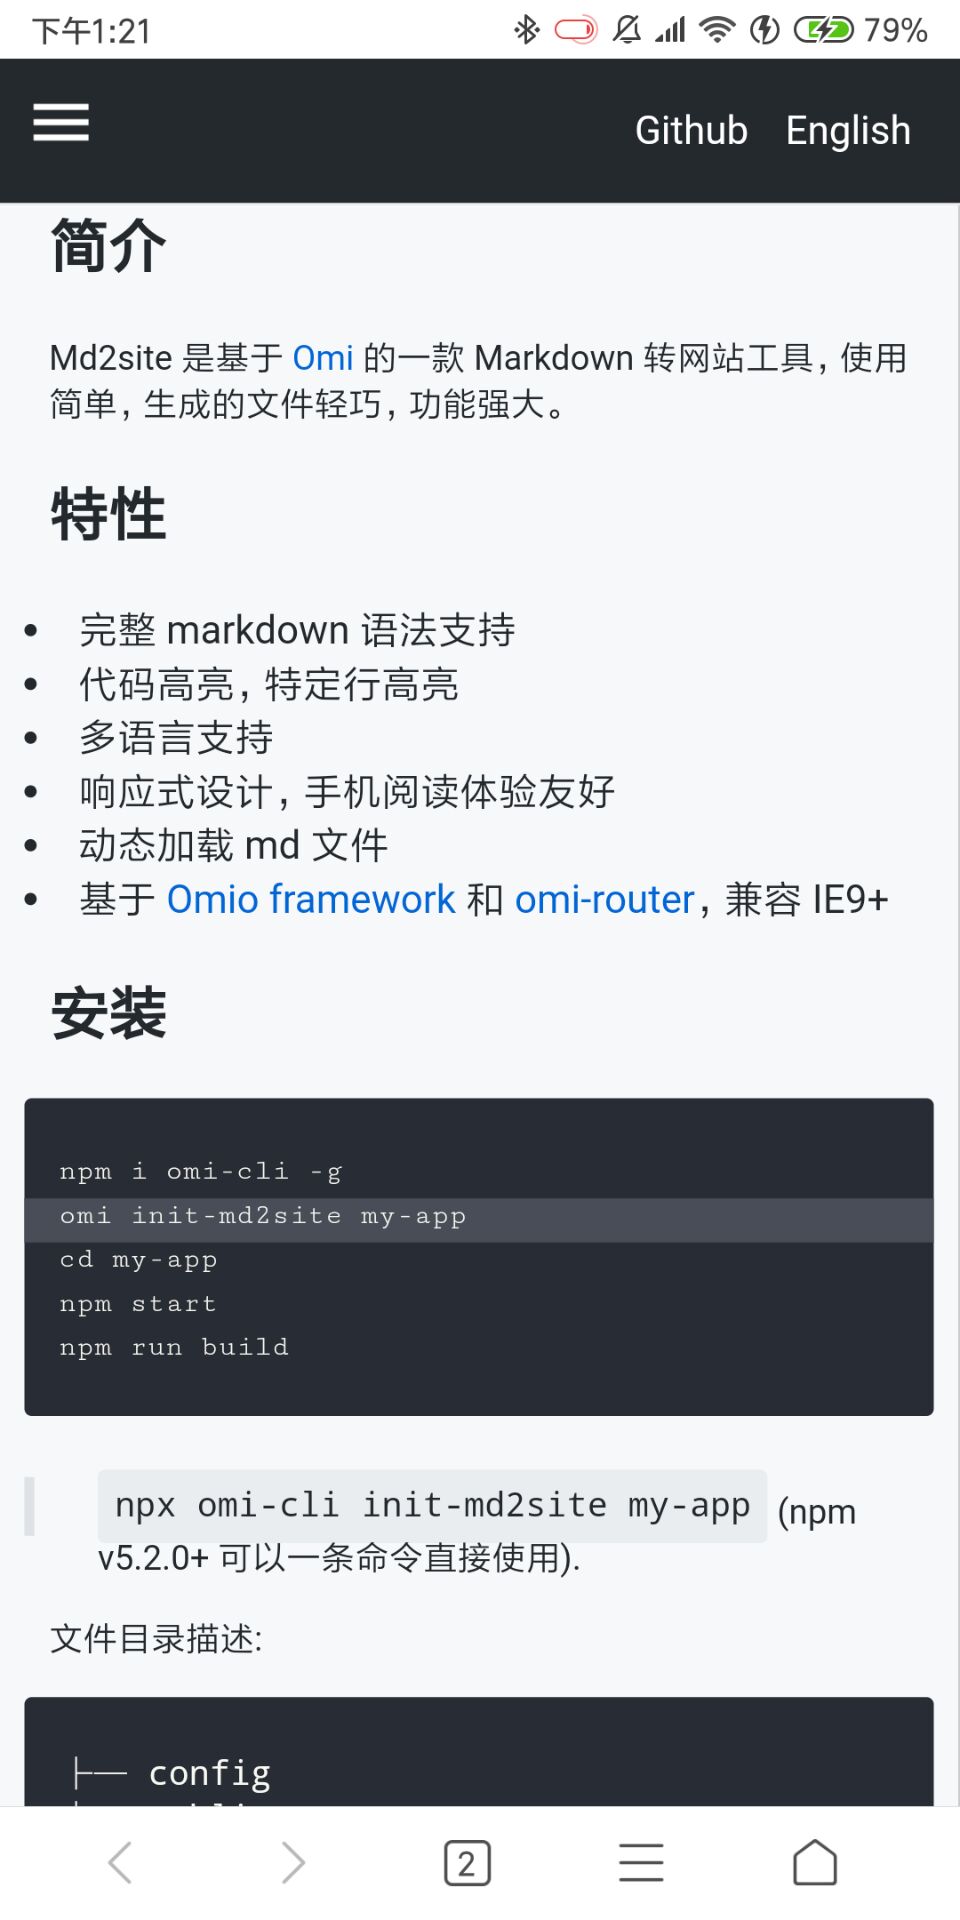 下午1:21
79%
Github English
简介
Md2site 是基于 Omi 的一款 Markdown 转网站工具，使用
简单，生成的文件轻巧，功能强大。
特性
• 完整 markdown 语法支持
• 代码高亮，特定行高亮
• 多语言支持
• 响应式设计，手机阅读体验友好
• 动态加载 md 文件
• 基于 Omio framework 和 omi-router，兼容 IE9+
安装
npm i omi-cli -g
omi init-md2site my-app
cd my-app
npm start
npm run build
npx omi-cli init-md2site my-app (npm
v5.2.0+ 可以一条命令直接使用).
文件目录描述:
├── config
2